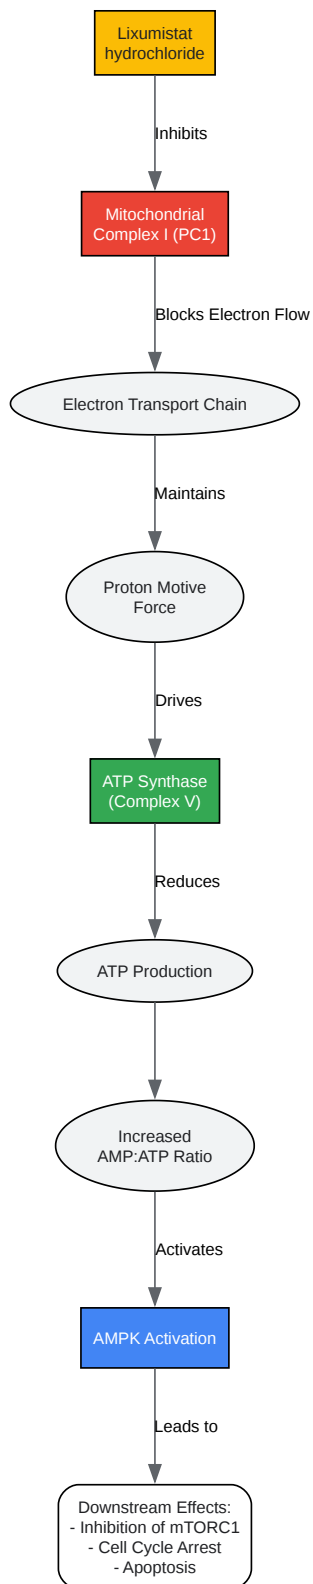 Lixumistat
hydrochloride
Inhibits
Mitochondrial
Complex I (PC1)
Blocks Electron Flow
Electron Transport Chain
Maintains
Proton Motive
Force
Drives
ATP Synthase
(Complex V)
Reduces
ATP Production
Increased
AMP:ATP Ratio
Activates
AMPK Activation
Leads to
Downstream Effects:
- Inhibition of mTORC1
- Cell Cycle Arrest
- Apoptosis